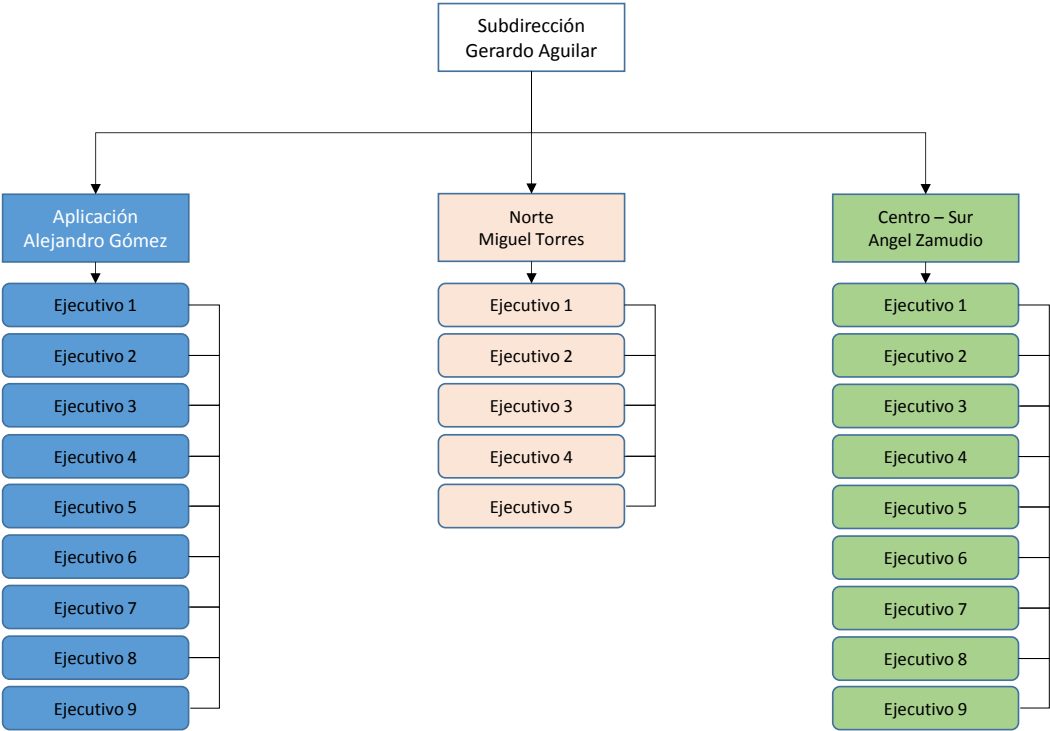 Subdirección
Gerardo Aguilar
Aplicación
Alejandro Gómez
Ejecutivo 1
Ejecutivo 2
Ejecutivo 3
Ejecutivo 4
Ejecutivo 5
Ejecutivo 6
Ejecutivo 7
Ejecutivo 8
Ejecutivo 9
Norte
Miguel Torres
Ejecutivo 1
Ejecutivo 2
Ejecutivo 3
Ejecutivo 4
Ejecutivo 5
Centro – Sur
Angel Zamudio
Ejecutivo 1
Ejecutivo 2
Ejecutivo 3
Ejecutivo 4
Ejecutivo 5
Ejecutivo 6
Ejecutivo 7
Ejecutivo 8
Ejecutivo 9